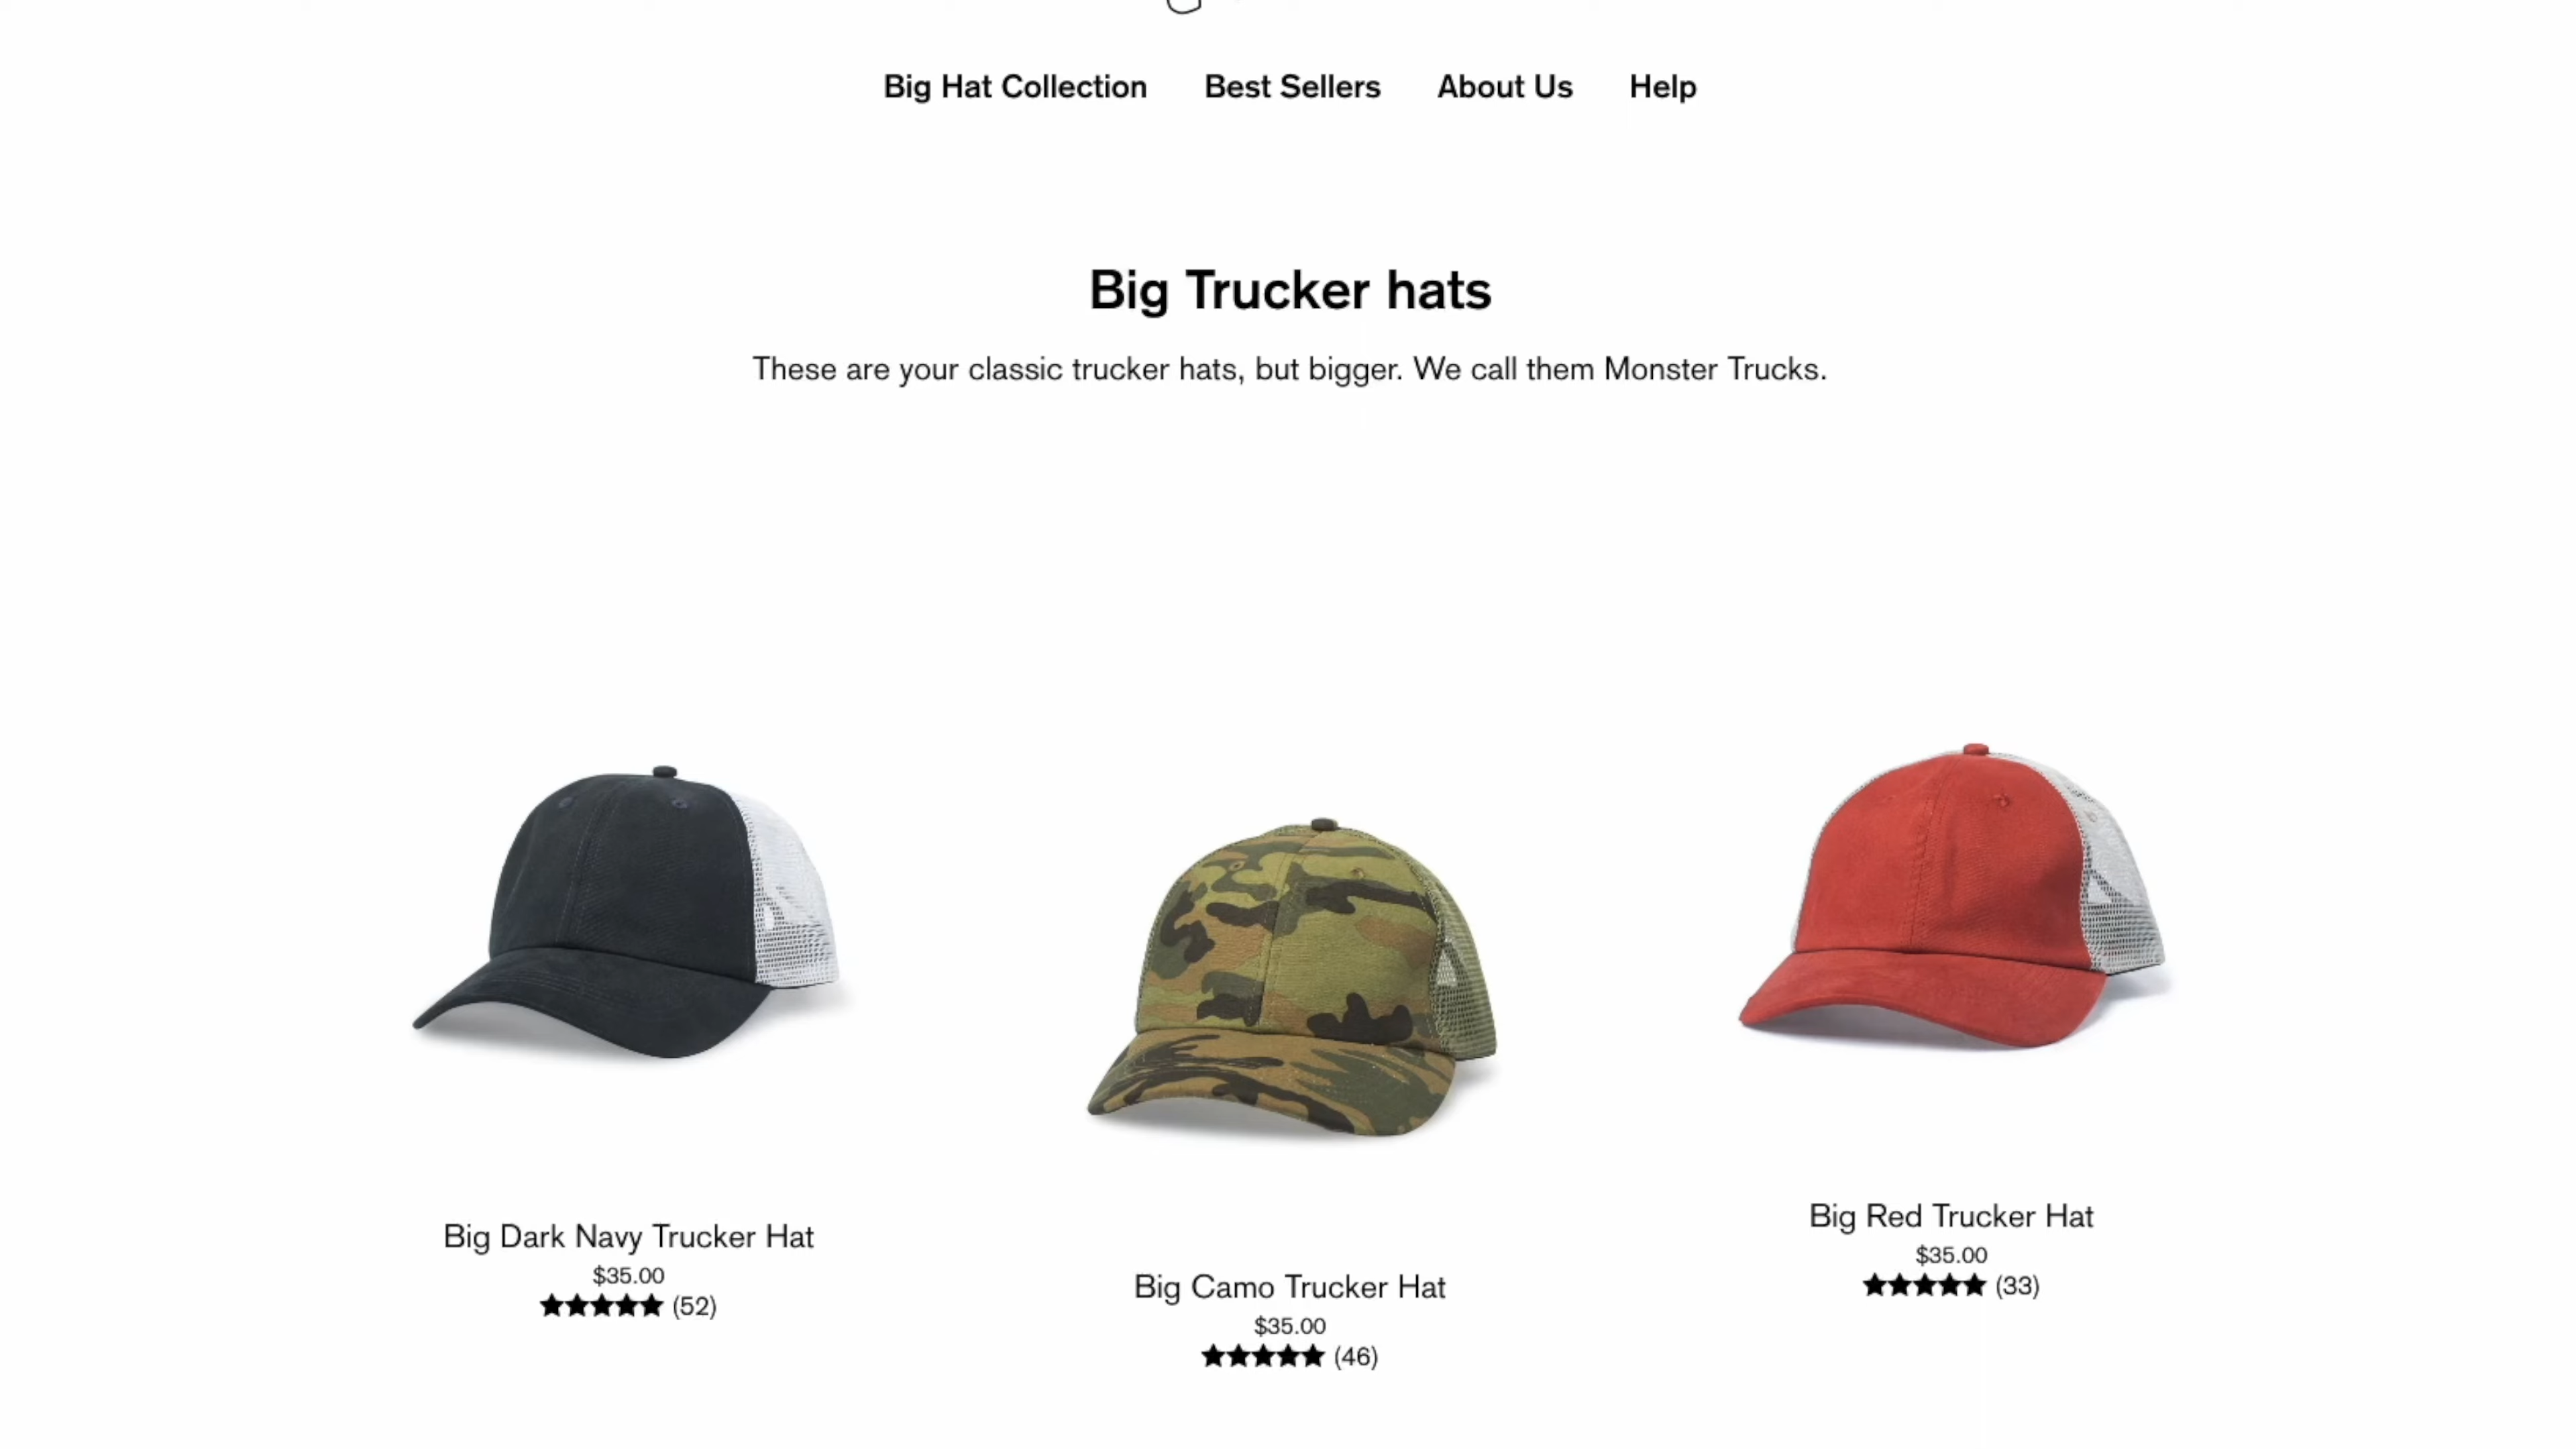 Big Hat Collection Best Sellers About Us Help
Big Trucker hats
These are your classic trucker hats, but bigger. We call them Monster Trucks.
Big Dark Navy Trucker Hat
$35.00
★★★★★ (52)
Big Camo Trucker Hat
$35.00
★★★★★ (46)
Big Red Trucker Hat
$35.00
★★★★★ (33)